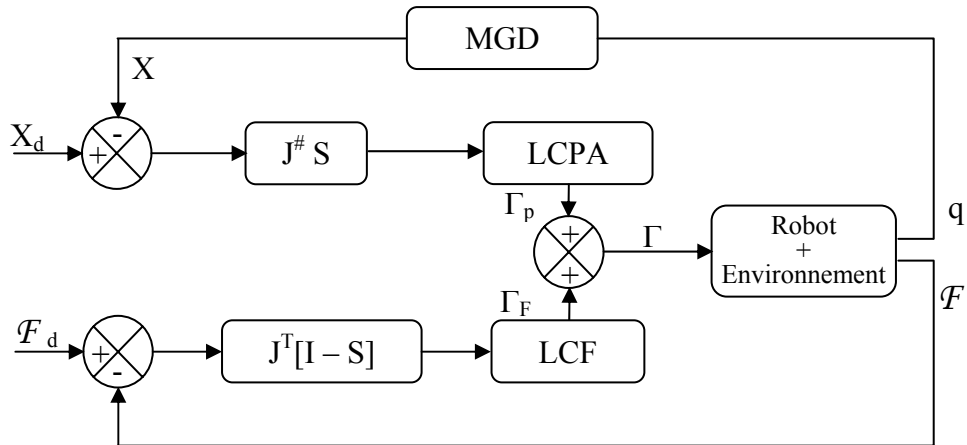 MGD
X
X_d
-
+
J^# S
LCPA
Γ_p
+
+
Γ
Robot
+
Environnement
q
ℱ
Γ_F
ℱ_d
+
-
J^T[I – S]
LCF